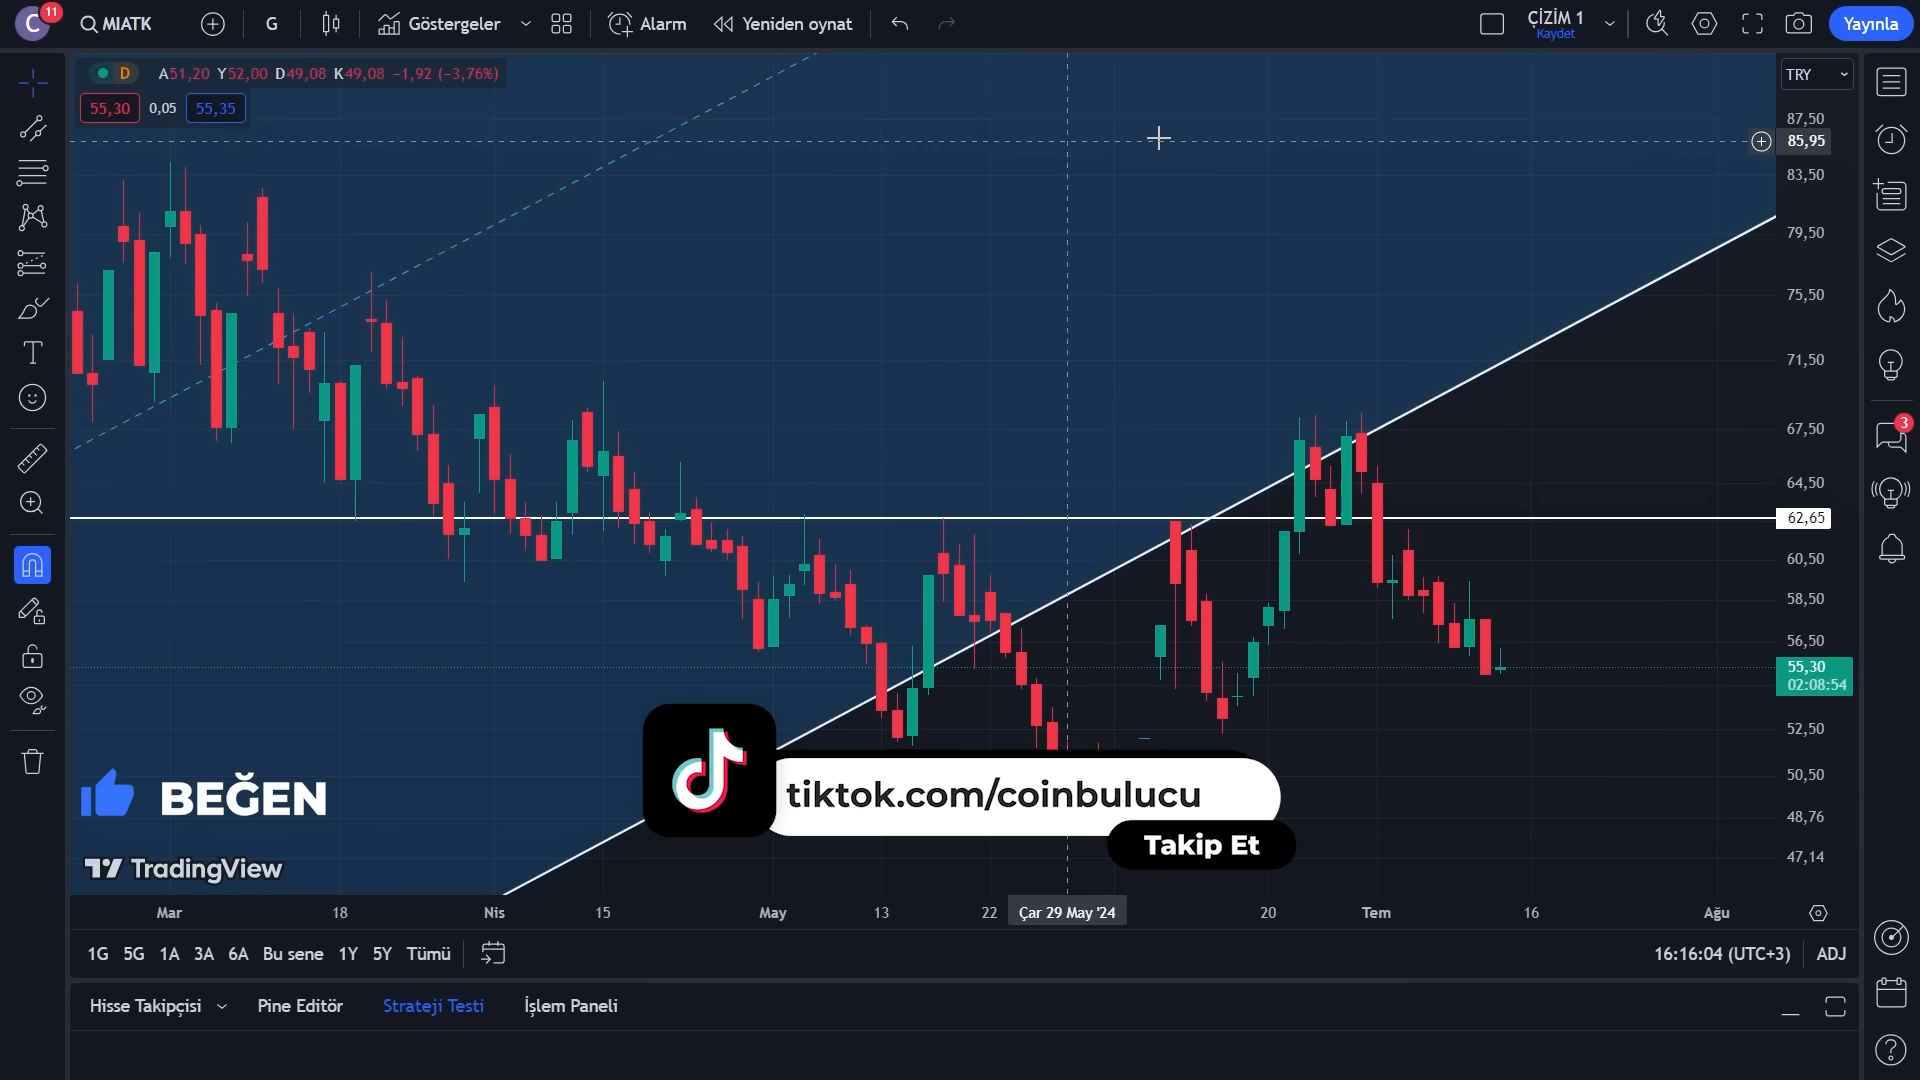 C 11 MIATK G Göstergeler Alarm Yeniden oynat ÇİZİM 1 Kaydet Yayınla
D A51,20 Y52,00 D49,08 K49,08 −1,92 (−3,76%)
TRY
55,30 0,05 55,35
87,50
85,95
83,50
79,50
75,50
71,50
67,50
3
64,50
62,65
60,50
58,50
56,50
55,30
02:08:54
52,50
50,50
48,76
47,14
BEĞEN
tiktok.com/coinbulucu
Takip Et
TradingView
Mar 18 Nis 15 May 13 22 Çar 29 May '24 20 Tem 16 Ağu
1G 5G 1A 3A 6A Bu sene 1Y 5Y Tümü 16:16:04 (UTC+3) ADJ
Hisse Takipçisi Pine Editör Strateji Testi İşlem Paneli